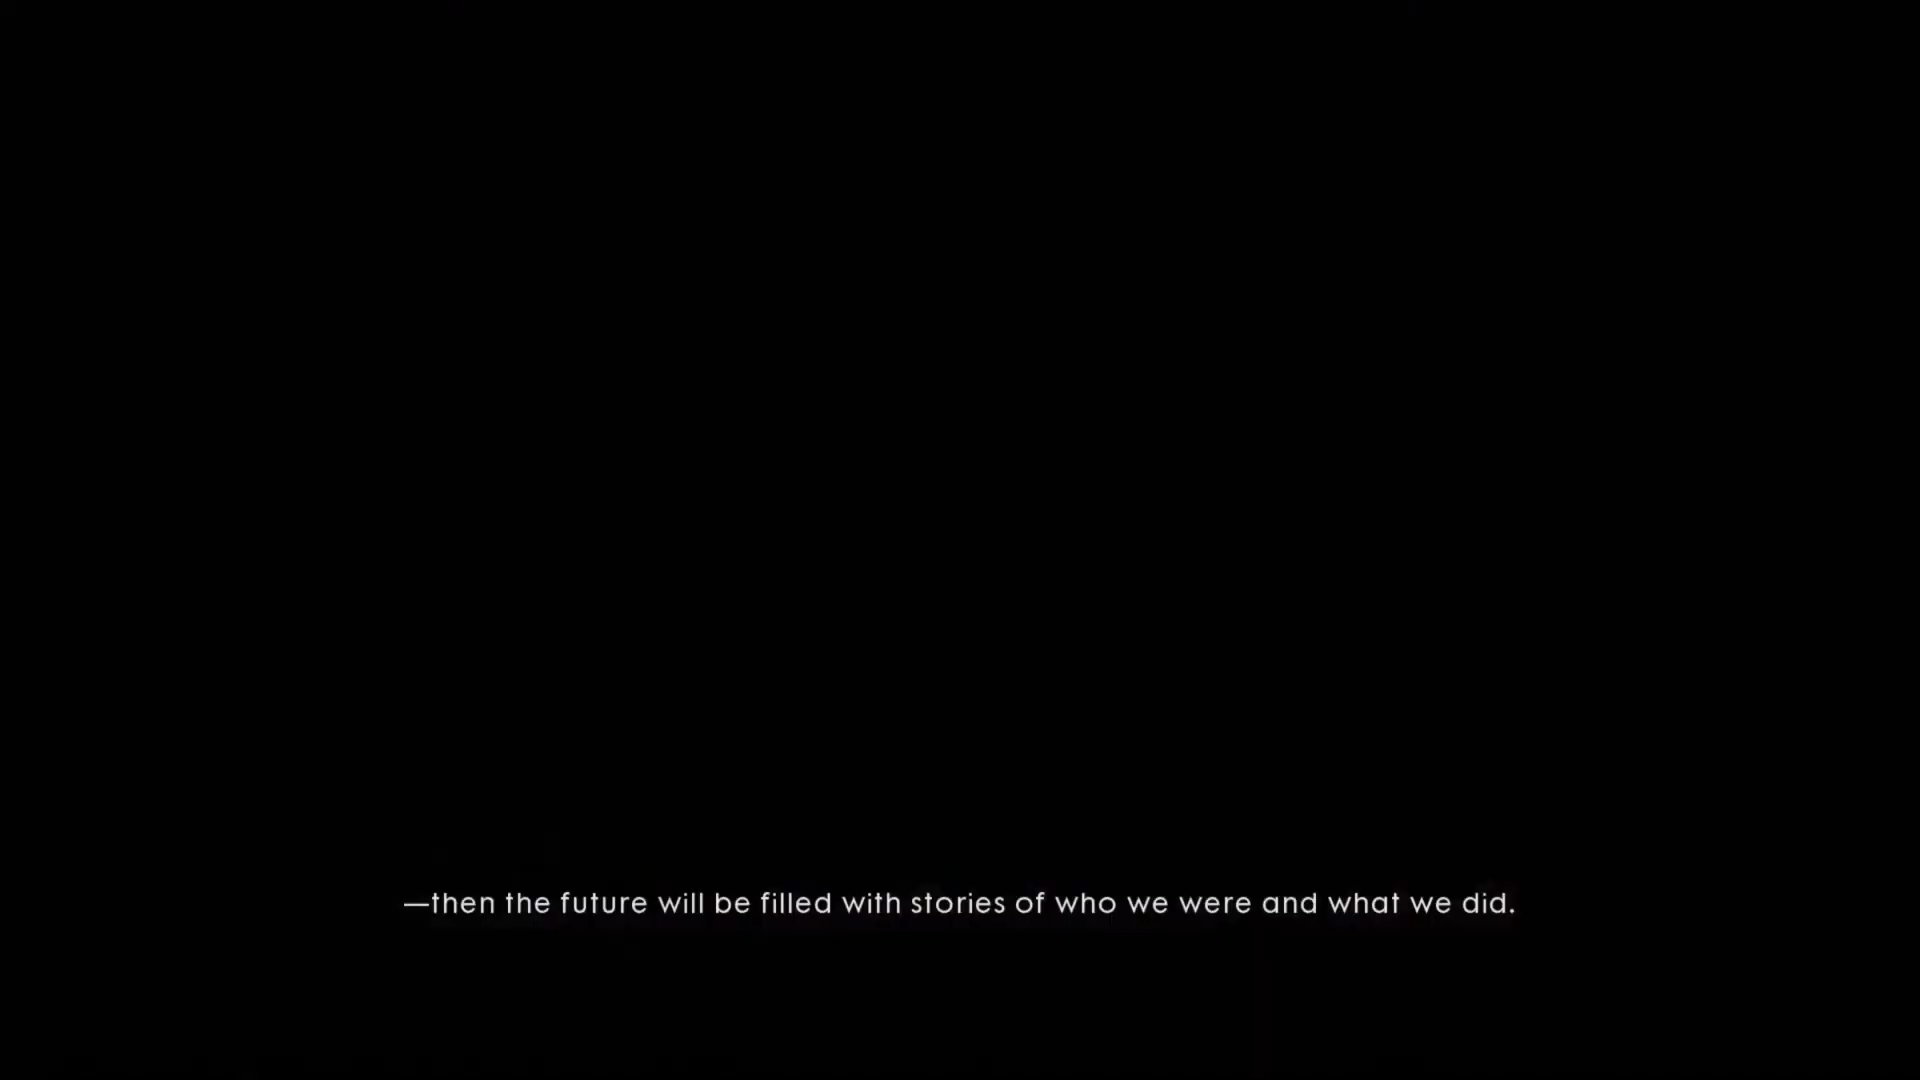 —then the future will be filled with stories of who we were and what we did.